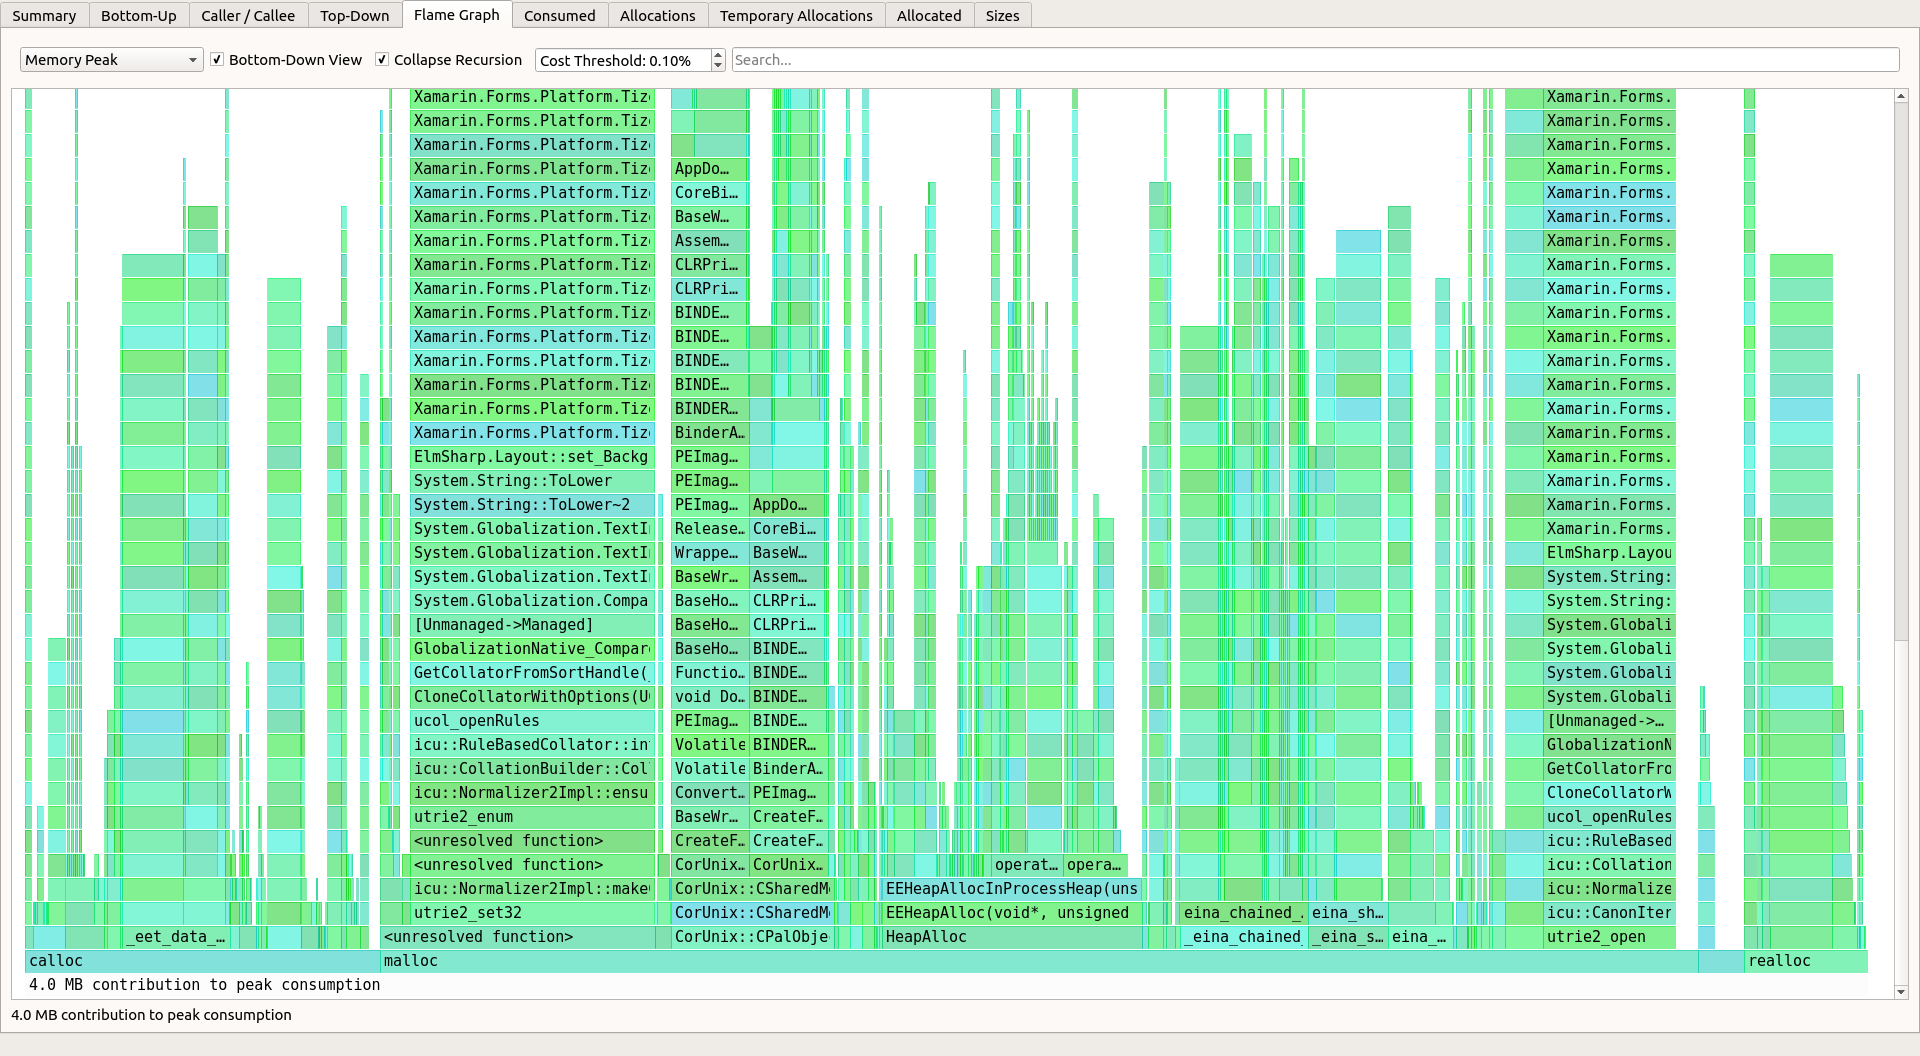 Summary Bottom-Up Caller / Callee Top-Down Flame Graph Consumed Allocations Temporary Allocations Allocated Sizes
Memory Peak Bottom-Down View Collapse Recursion Cost Threshold: 0.10% Search...
Xamarin.Forms.Platform.Tiz Xamarin.Forms.
Xamarin.Forms.Platform.Tiz Xamarin.Forms.
Xamarin.Forms.Platform.Tiz Xamarin.Forms.
Xamarin.Forms.Platform.Tiz AppDo… Xamarin.Forms.
Xamarin.Forms.Platform.Tiz CoreBi… Xamarin.Forms.
Xamarin.Forms.Platform.Tiz BaseW… Xamarin.Forms.
Xamarin.Forms.Platform.Tiz Assem… Xamarin.Forms.
Xamarin.Forms.Platform.Tiz CLRPri… Xamarin.Forms.
Xamarin.Forms.Platform.Tiz CLRPri… Xamarin.Forms.
Xamarin.Forms.Platform.Tiz BINDE… Xamarin.Forms.
Xamarin.Forms.Platform.Tiz BINDE… Xamarin.Forms.
Xamarin.Forms.Platform.Tiz BINDE… Xamarin.Forms.
Xamarin.Forms.Platform.Tiz BINDE… Xamarin.Forms.
Xamarin.Forms.Platform.Tiz BINDER… Xamarin.Forms.
Xamarin.Forms.Platform.Tiz BinderA… Xamarin.Forms.
ElmSharp.Layout::set_Backg PEImag… Xamarin.Forms.
System.String::ToLower PEImag… Xamarin.Forms.
System.String::ToLower~2 PEImag… AppDo… Xamarin.Forms.
System.Globalization.TextI Release… CoreBi… Xamarin.Forms.
System.Globalization.TextI Wrappe… BaseW… ElmSharp.Layou
System.Globalization.TextI BaseWr… Assem… System.String:
System.Globalization.Compa BaseHo… CLRPri… System.String:
[Unmanaged->Managed] BaseHo… CLRPri… System.Globali
GlobalizationNative_Compar BaseHo… BINDE… System.Globali
GetCollatorFromSortHandle(_ Functio… BINDE… System.Globali
CloneCollatorWithOptions(U void Do… BINDE… System.Globali
ucol_openRules PEImag… BINDE… [Unmanaged->…
icu::RuleBasedCollator::in Volatile BINDER… GlobalizationN
icu::CollationBuilder::Col Volatile BinderA… GetCollatorFro
icu::Normalizer2Impl::ensu Convert… PEImag… CloneCollatorW
utrie2_enum BaseWr… CreateF… ucol_openRules
<unresolved function> CreateF… CreateF… icu::RuleBased
<unresolved function> CorUnix… CorUnix… operat… opera… icu::Collation
icu::Normalizer2Impl::make CorUnix::CSharedMe EEHeapAllocInProcessHeap(uns icu::Normalize
utrie2_set32 CorUnix::CSharedMe EEHeapAlloc(void*, unsigned eina_chained_. eina_sh… icu::CanonIter
_eet_data_… <unresolved function> CorUnix::CPalObje HeapAlloc _eina_chained_ _eina_s… eina_… utrie2_open
calloc malloc realloc
4.0 MB contribution to peak consumption
4.0 MB contribution to peak consumption